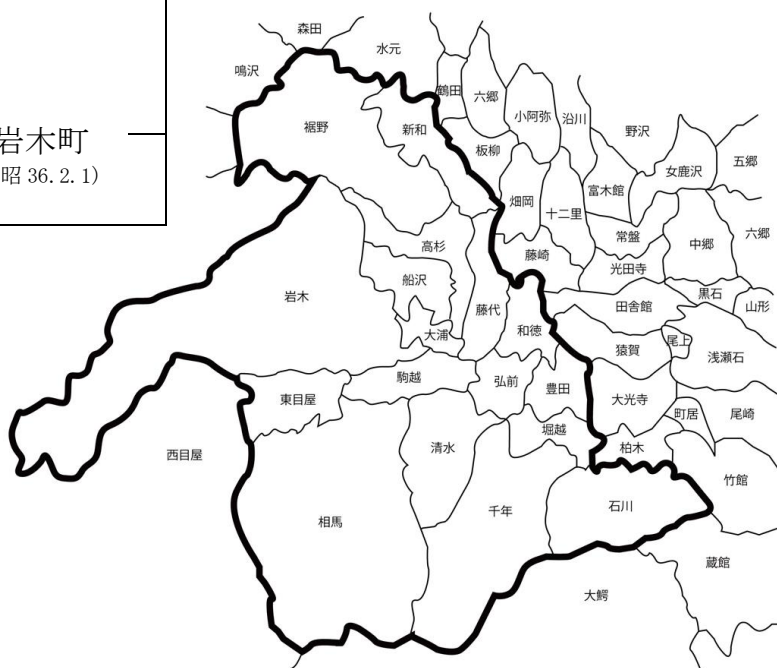 岩木町
昭 36.2.1)
森田
水元
鳴沢
鶴田
六郷
小阿弥
沿川
野沢
裾野
新和
板柳
女鹿沢
五郷
富木館
畑岡
十二里
常盤
中郷
六郷
高杉
藤崎
光田寺
船沢
岩木
藤代
田舎館
黒石
山形
大浦
和徳
猿賀
尾上
浅瀬石
駒越
弘前
豊田
東目屋
大光寺
町居
尾崎
堀越
柏木
清水
西目屋
竹館
石川
千年
相馬
蔵館
大鰐